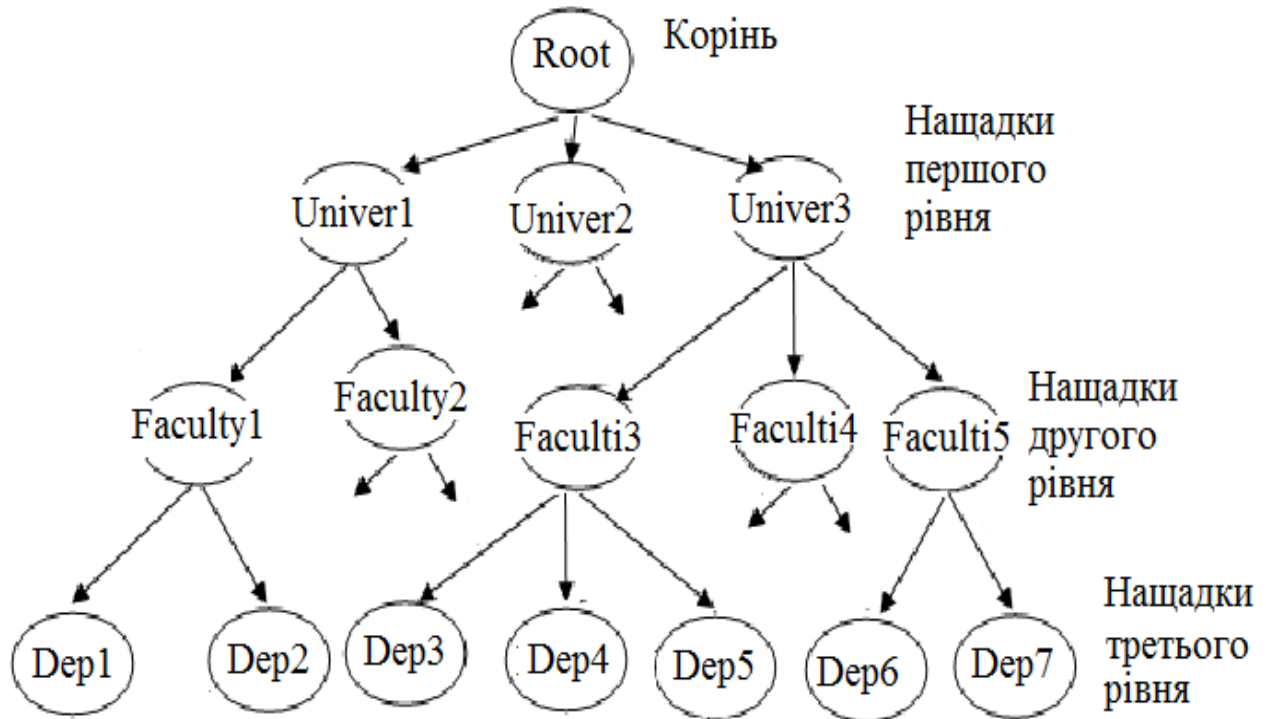 Root
Корінь
Нащадки
першого
рівня
Univer1
Univer2
Univer3
Faculty1
Faculty2
Faculti3
Faculti4
Faculti5
Нащадки
другого
рівня
Dep1
Dep2
Dep3
Dep4
Dep5
Dep6
Dep7
Нащадки
третього
рівня